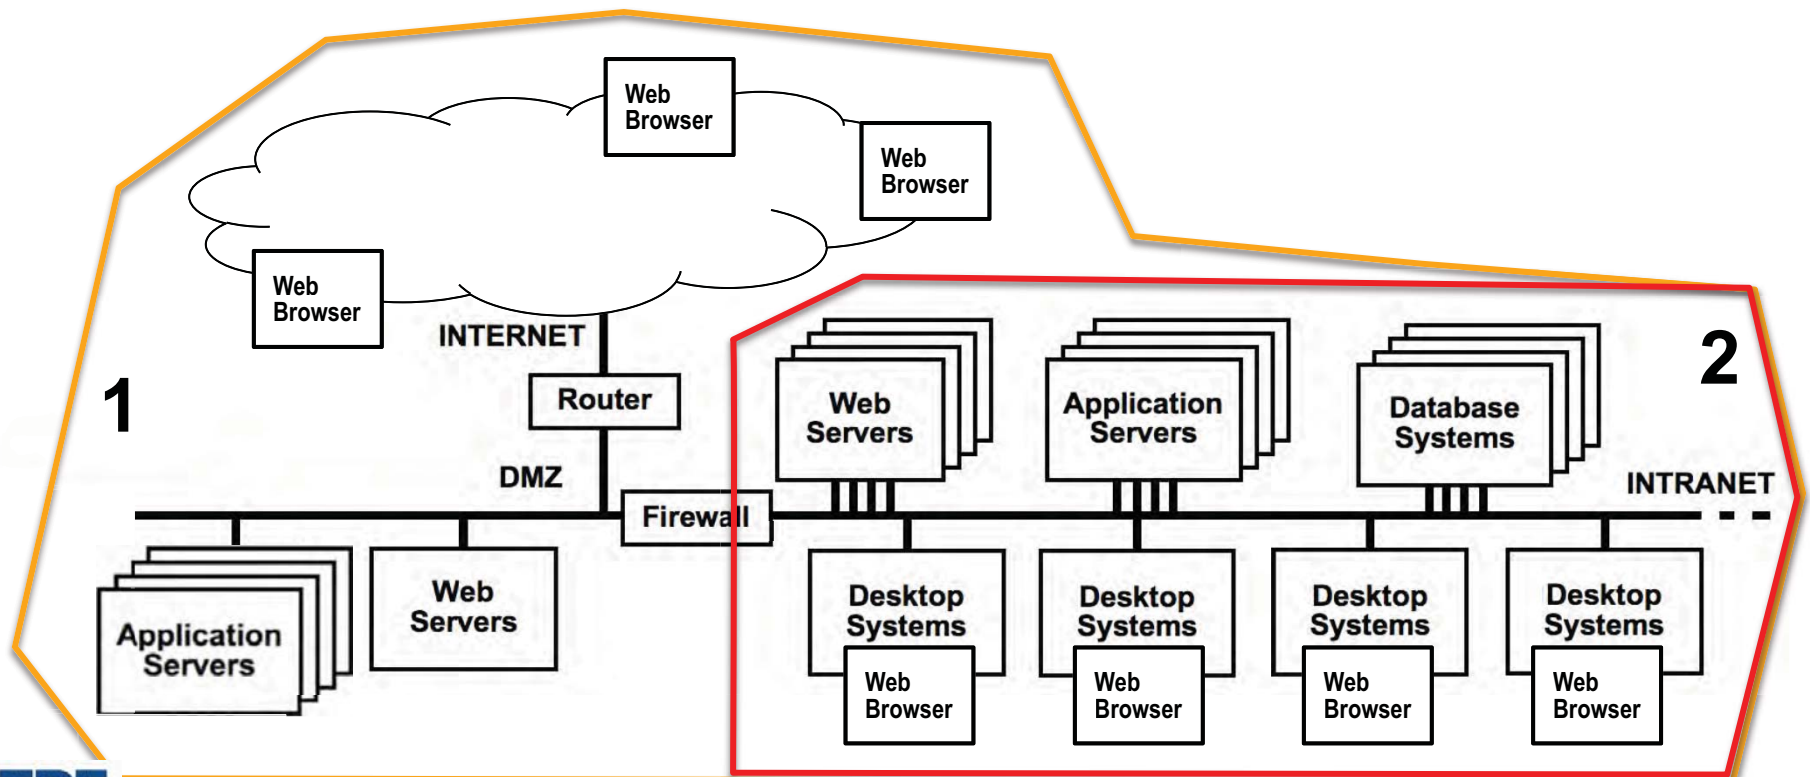 Web
Browser
Web
Browser
Web
Browser
INTERNET
1
2
Router
Web
Servers
Application
Servers
Database
Systems
DMZ
INTRANET
Firewall
Application
Servers
Web
Servers
Desktop
Systems
Desktop
Systems
Desktop
Systems
Desktop
Systems
Web
Browser
Web
Browser
Web
Browser
Web
Browser